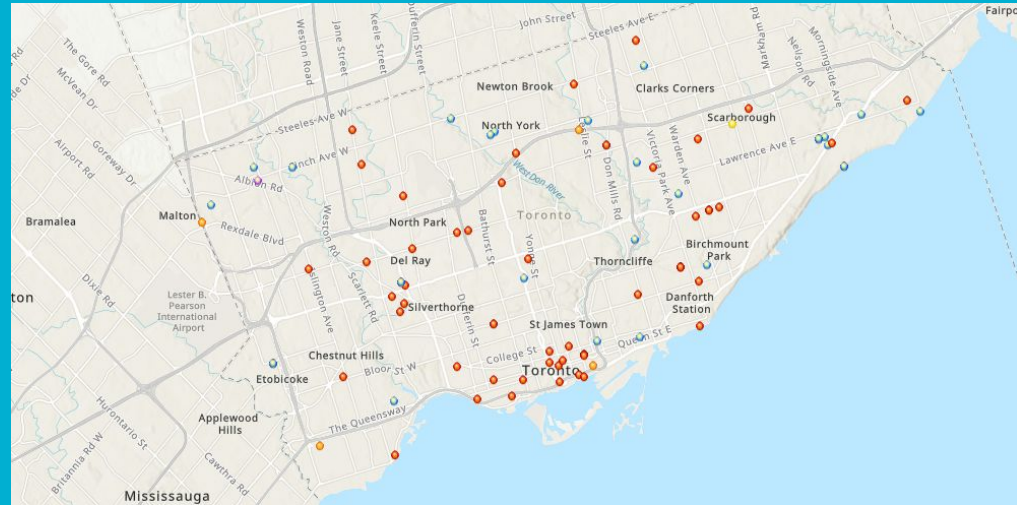 Fairpo
John Street
Steeles Ave E
Dufferin Street
Keele Street
Jane Street
Weston Road
Markham Rd
Morningside Ave
Neilson Rd
The Gore Rd
McVean Dr
Goreway Dr
Airport Rd
Newton Brook
Clarks Corners
Scarborough
Steeles Ave W
North York
Leslie St
Don Mills Rd
Victoria Park Ave
Warden Ave
Lawrence Ave E
nch Ave W
Albion Rd
West Don River
Bramalea
Malton
Rexdale Blvd
Weston Rd
North Park
Bathurst St
Toronto
Yonge St
Birchmount
Park
Dixie Rd
ton
Del Ray
Thorncliffe
Lester B.
Pearson
International
Airport
Islington Ave
Scarlett Rd
Silverthorne
Dufferin St
Danforth
Station
St James Town
Queen St E
Chestnut Hills
College St
Bloor St W
Toronto
Etobicoke
The Queensway
Applewood
Hills
Hurontario St
Britannia Rd W
Cawthra Rd
Mississauga